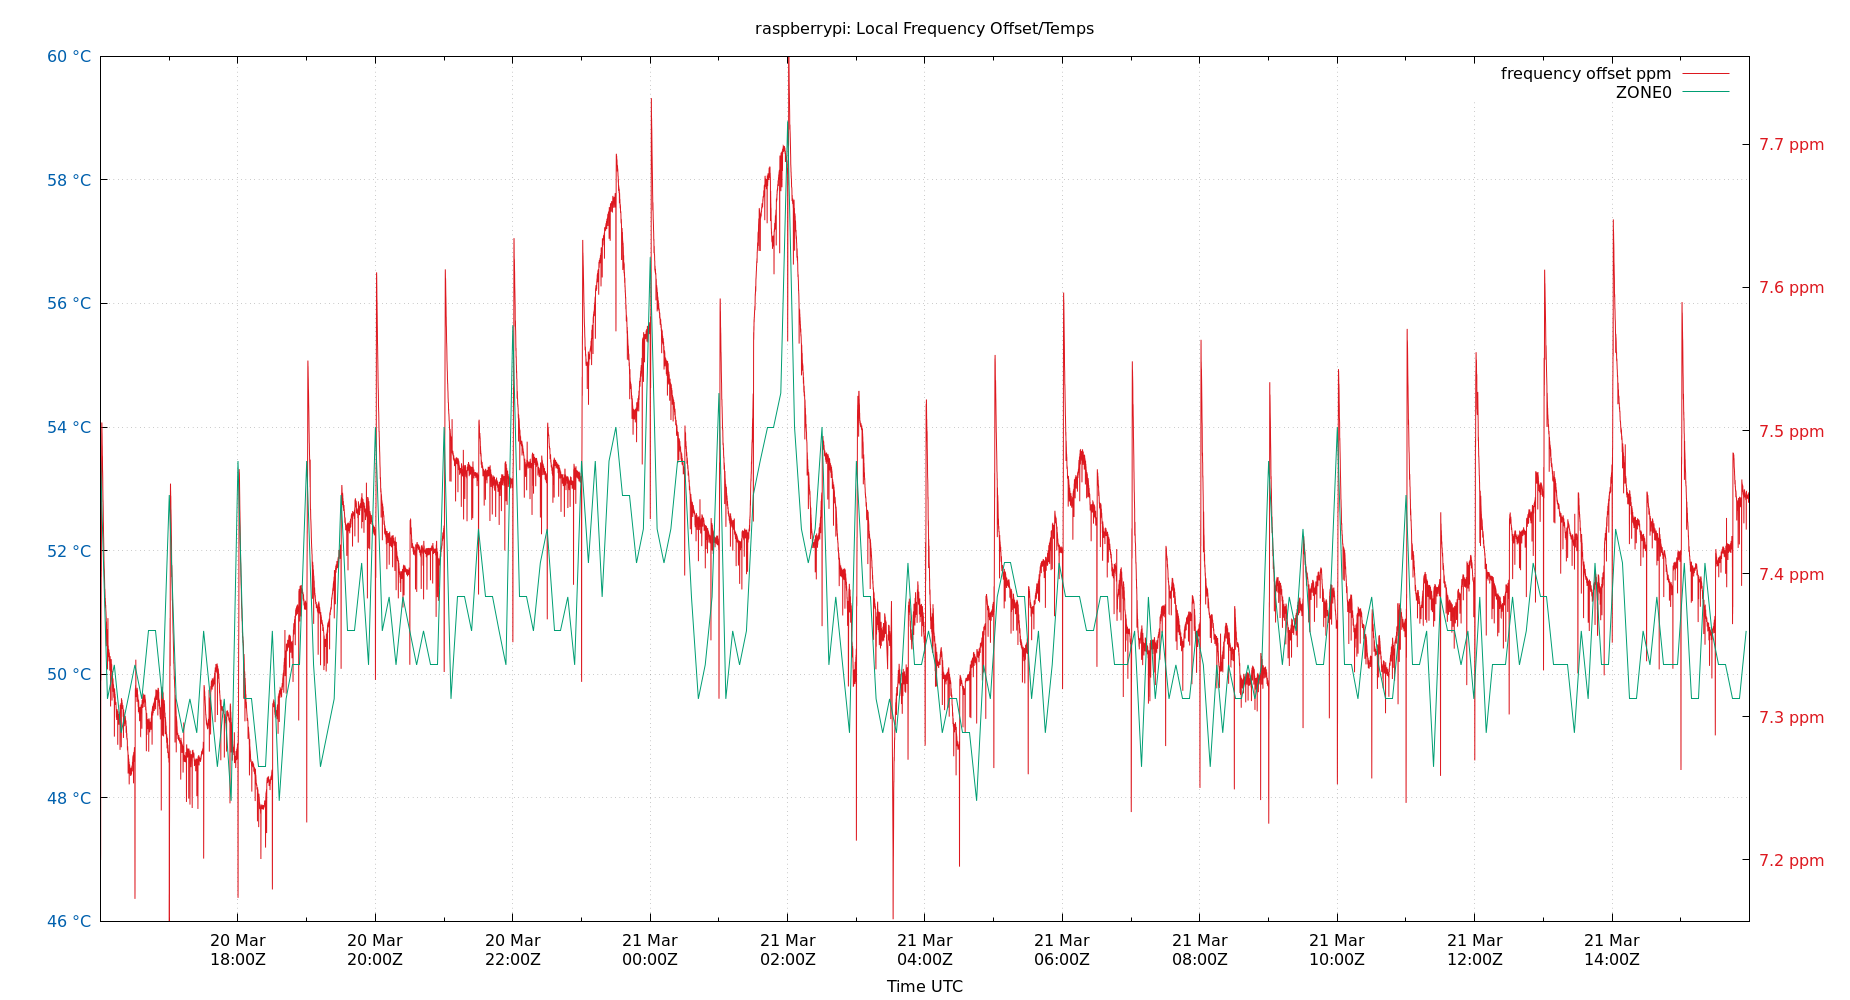 raspberrypi: Local Frequency Offset/Temps
frequency offset ppm
ZONE0
60 °C
58 °C
56 °C
54 °C
52 °C
50 °C
48 °C
46 °C
7.7 ppm
7.6 ppm
7.5 ppm
7.4 ppm
7.3 ppm
7.2 ppm
20 Mar
18:00Z
20 Mar
20:00Z
20 Mar
22:00Z
21 Mar
00:00Z
21 Mar
02:00Z
21 Mar
04:00Z
21 Mar
06:00Z
21 Mar
08:00Z
21 Mar
10:00Z
21 Mar
12:00Z
21 Mar
14:00Z
Time UTC